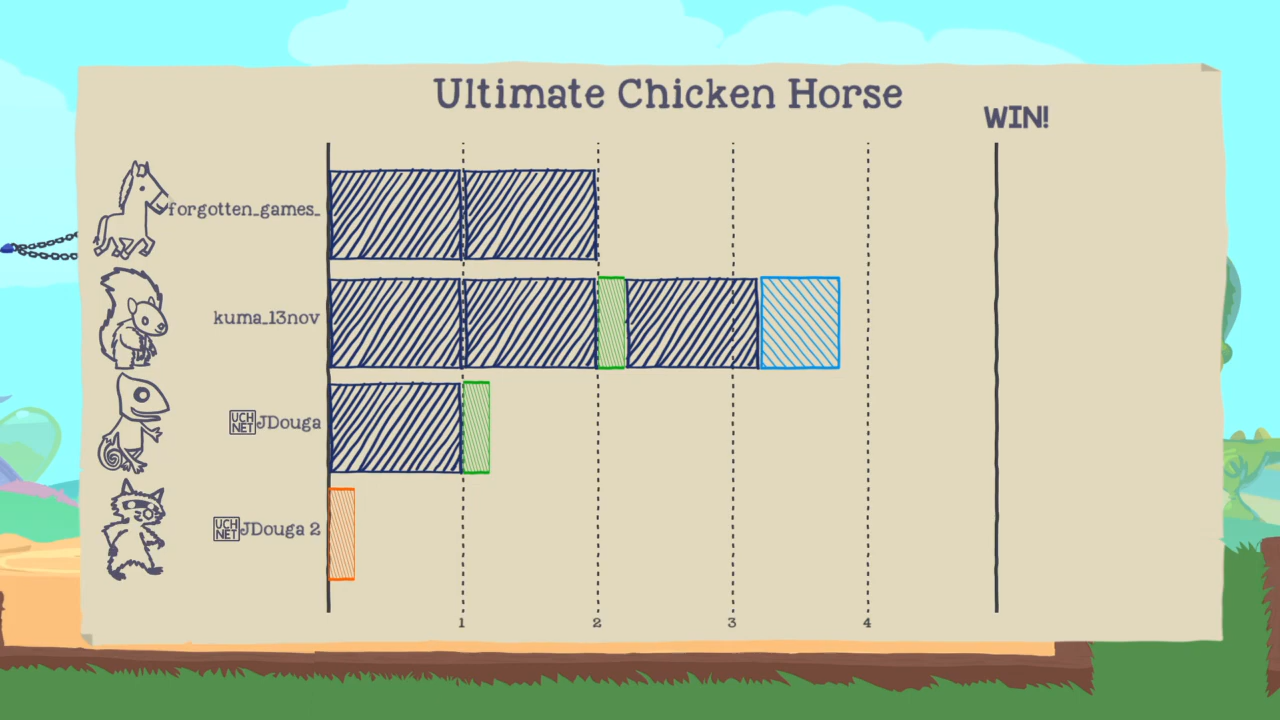 Ultimate Chicken Horse
WIN!
forgotten_games_
kuma_13nov
UCH NET JDouga
UCH NET JDouga 2
1 2 3 4